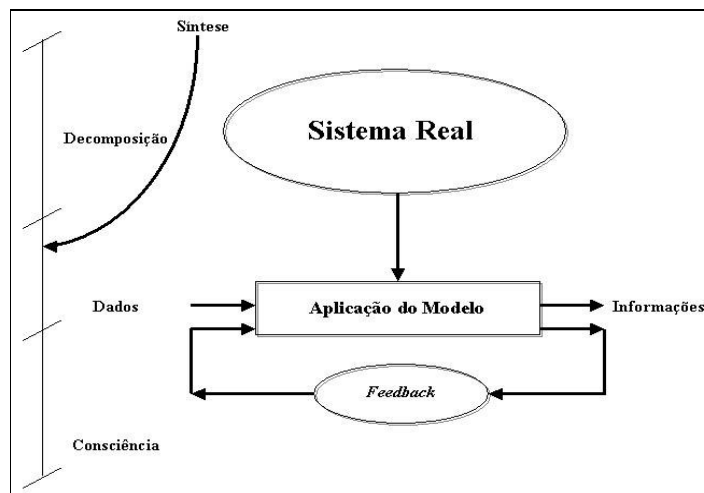 Síntese
Decomposição
Sistema Real
Dados
Aplicação do Modelo
Informações
Feedback
Consciência